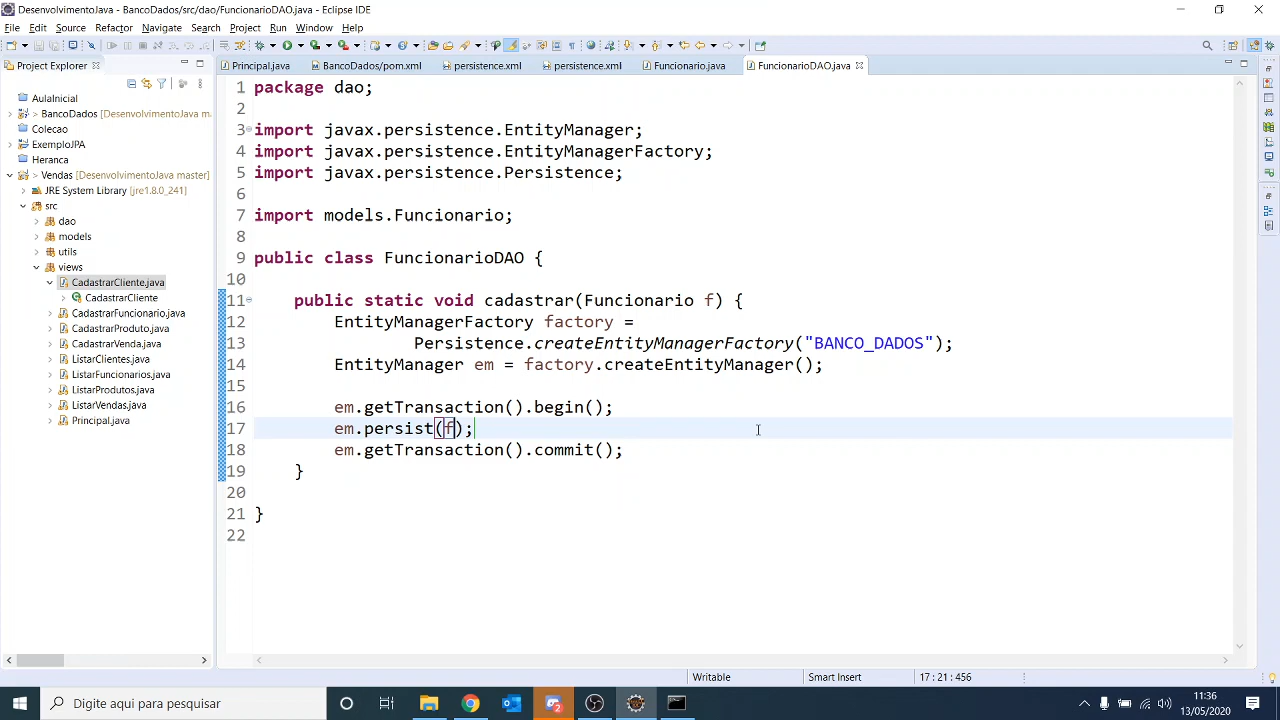 DesenvolvimentoJava - BancoDados/src/dao/FuncionarioDAO.java - Eclipse IDE
File Edit Source Refactor Navigate Search Project Run Window Help
Project Explorer
Principal.java BancoDados/pom.xml persistence.xml persistence.xml Funcionario.java FuncionarioDAO.java
AulaInicial
> BancoDados [DesenvolvimentoJava m
Colecao
ExemploJPA
Heranca
> Vendas [DesenvolvimentoJava master]
JRE System Library [jre1.8.0_241]
src
dao
models
utils
views
CadastrarCliente.java
CadastrarCliente
CadastrarFuncionario.java
CadastrarProduto.java
CadastrarVenda.java
ListarClientes.java
ListarFuncionarios.java
ListarProdutos.java
ListarVendas.java
Principal.java
1 package dao;
2
3 import javax.persistence.EntityManager;
4 import javax.persistence.EntityManagerFactory;
5 import javax.persistence.Persistence;
6
7 import models.Funcionario;
8
9 public class FuncionarioDAO {
10
11 public static void cadastrar(Funcionario f) {
12 EntityManagerFactory factory =
13 Persistence.createEntityManagerFactory("BANCO_DADOS");
14 EntityManager em = factory.createEntityManager();
15
16 em.getTransaction().begin();
17 em.persist(f);
18 em.getTransaction().commit();
19 }
20
21 }
22
Writable Smart Insert 17 : 21 : 456
Digite aqui para pesquisar
11:36
13/05/2020